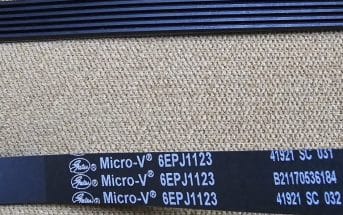 Gates Micro-V® 6EPJ1123 41921 SC 031
Gates Micro-V® 6EPJ1123 B21170536184
Gates Micro-V® 6EPJ1123 41921 SC 032